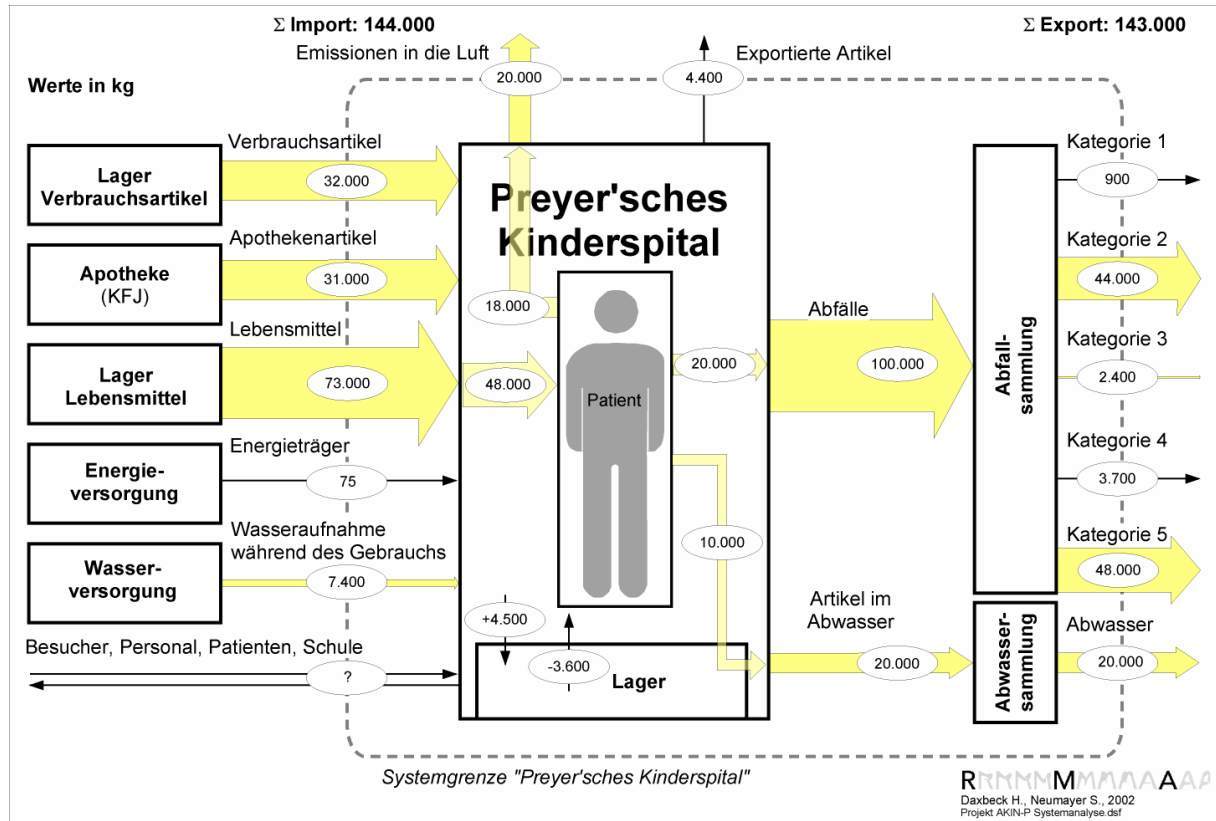 Σ Import: 144.000
Σ Export: 143.000
Emissionen in die Luft
20.000
Exportierte Artikel
4.400
Werte in kg
Lager
Verbrauchsartikel
Verbrauchsartikel
32.000
Apotheke
(KFJ)
Apothekenartikel
31.000
Lager
Lebensmittel
Lebensmittel
73.000
Energie-
versorgung
Energieträger
75
Wasser-
versorgung
Wasseraufnahme
während des Gebrauchs
7.400
Besucher, Personal, Patienten, Schule
?
Preyer'sches
Kinderspital
18.000
48.000
Patient
20.000
10.000
+4.500
-3.600
Lager
Abfälle
100.000
Artikel im
Abwasser
20.000
Abfall-
sammlung
Abwasser-
sammlung
Kategorie 1
900
Kategorie 2
44.000
Kategorie 3
2.400
Kategorie 4
3.700
Kategorie 5
48.000
Abwasser
20.000
Systemgrenze "Preyer'sches Kinderspital"
R M A
Daxbeck H., Neumayer S., 2002
Projekt AKIN-P Systemanalyse.dsf